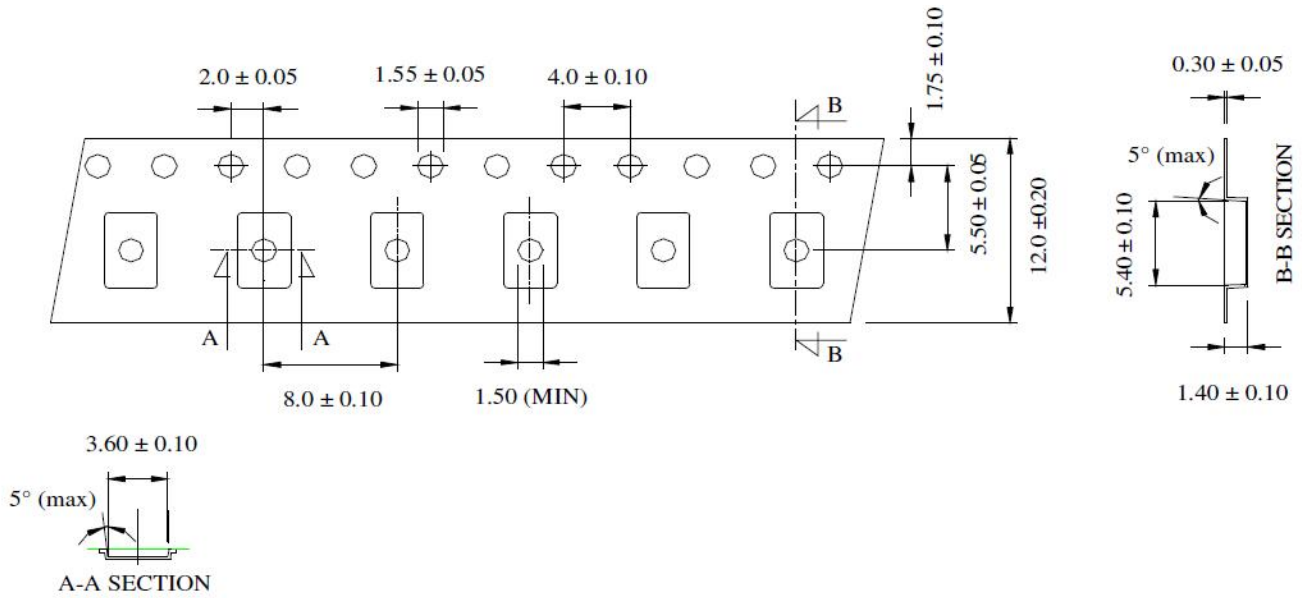 2.0 ± 0.05
1.55 ± 0.05
4.0 ± 0.10
1.75 ± 0.10
0.30 ± 0.05
B
5° (max)
5.50 ± 0.05
12.0 ±0.20
5.40 ± 0.10
B-B SECTION
A
A
B
8.0 ± 0.10
1.50 (MIN)
1.40 ± 0.10
3.60 ± 0.10
5° (max)
A-A SECTION